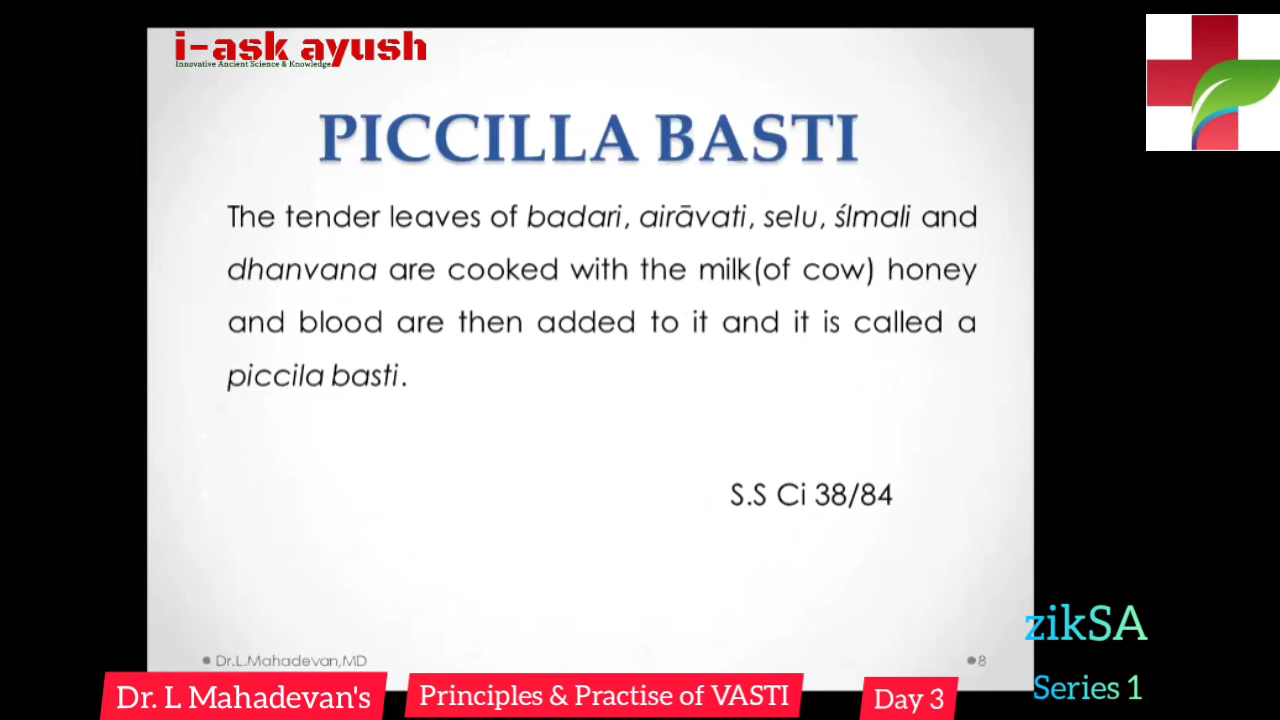 i-ask ayush
Innovative Ancient Science & Knowledge
PICCILLA BASTI
The tender leaves of badari, airāvati, selu, ślmali and
dhanvana are cooked with the milk(of cow) honey
and blood are then added to it and it is called a
piccila basti.
S.S Ci 38/84
Dr.L.Mahadevan,MD
8
zikSA
Series 1
Dr. L Mahadevan's
Principles & Practise of VASTI
Day 3